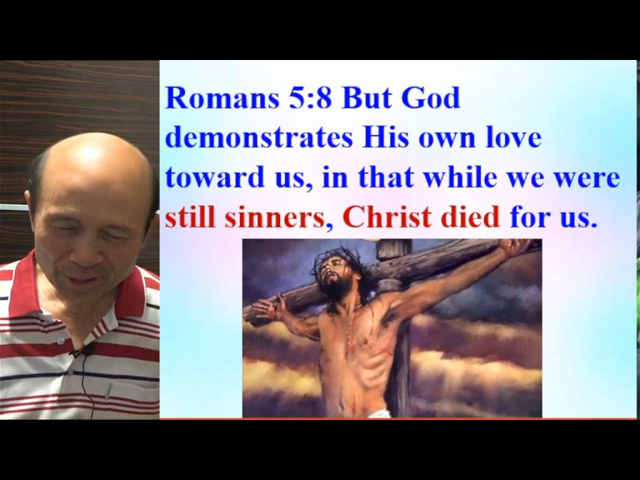 Romans 5:8 But God
demonstrates His own love
toward us, in that while we were
still sinners, Christ died for us.